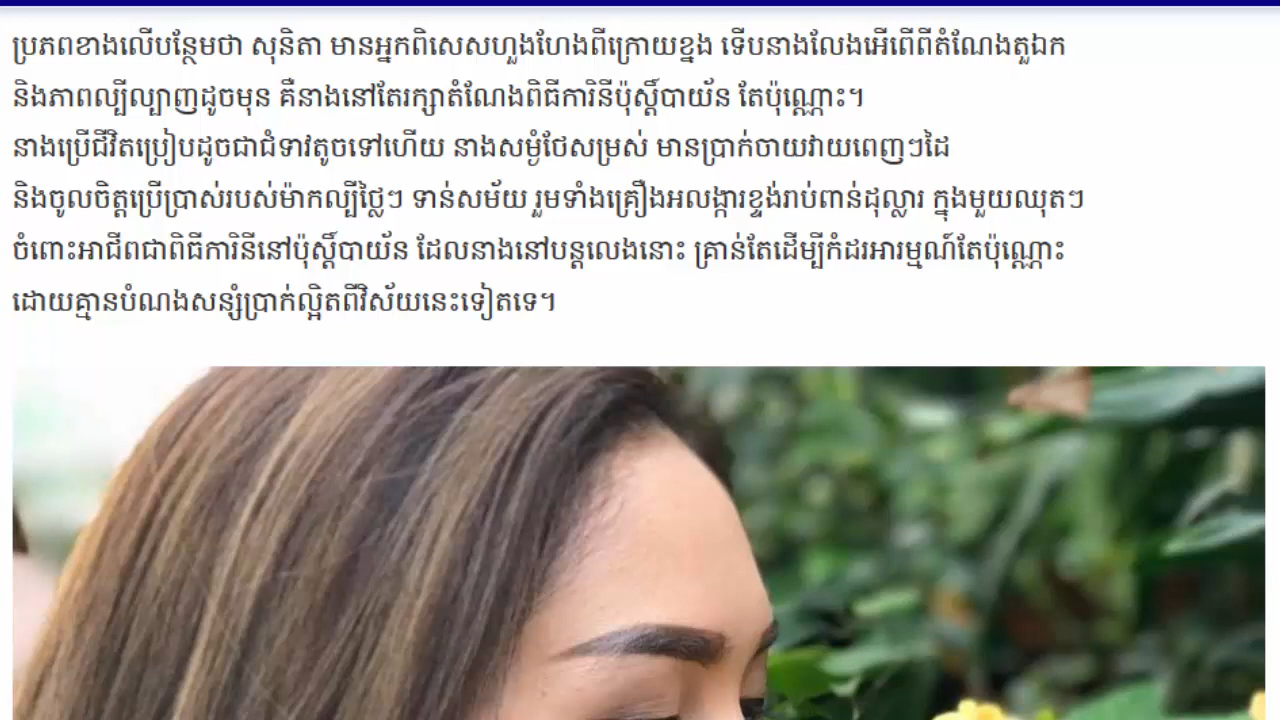 ប្រភពខាងលើបន្ថែមថា សុនិតា មានអ្នកពិសេសហួងហែងពីក្រោយខ្នង ទើបនាងលែងអើពើពីតំណែងតួឯក
និងភាពល្បីល្បាញដូចមុន គឺនាងនៅតែរក្សាតំណែងពិធីការិនីប៉ុស្តិ៍បាយ័ន តែប៉ុណ្ណោះ។
នាងប្រើជីវិតប្រៀបដូចជាជំទាវតូចទៅហើយ នាងសម្ងំថែសម្រស់ មានប្រាក់ចាយវាយពេញៗដៃ
និងចូលចិត្តប្រើប្រាស់របស់ម៉ាកល្បីថ្លៃៗ ទាន់សម័យ រួមទាំងគ្រឿងអលង្ការខ្ទង់រាប់ពាន់ដុល្លារ ក្នុងមួយឈុតៗ
ចំពោះអាជីពជាពិធីការិនីនៅប៉ុស្តិ៍បាយ័ន ដែលនាងនៅបន្តលេងនោះ គ្រាន់តែដើម្បីកំដរអារម្មណ៍តែប៉ុណ្ណោះ
ដោយគ្មានបំណងសន្សំប្រាក់ល្អិតពីវិស័យនេះទៀតទេ។